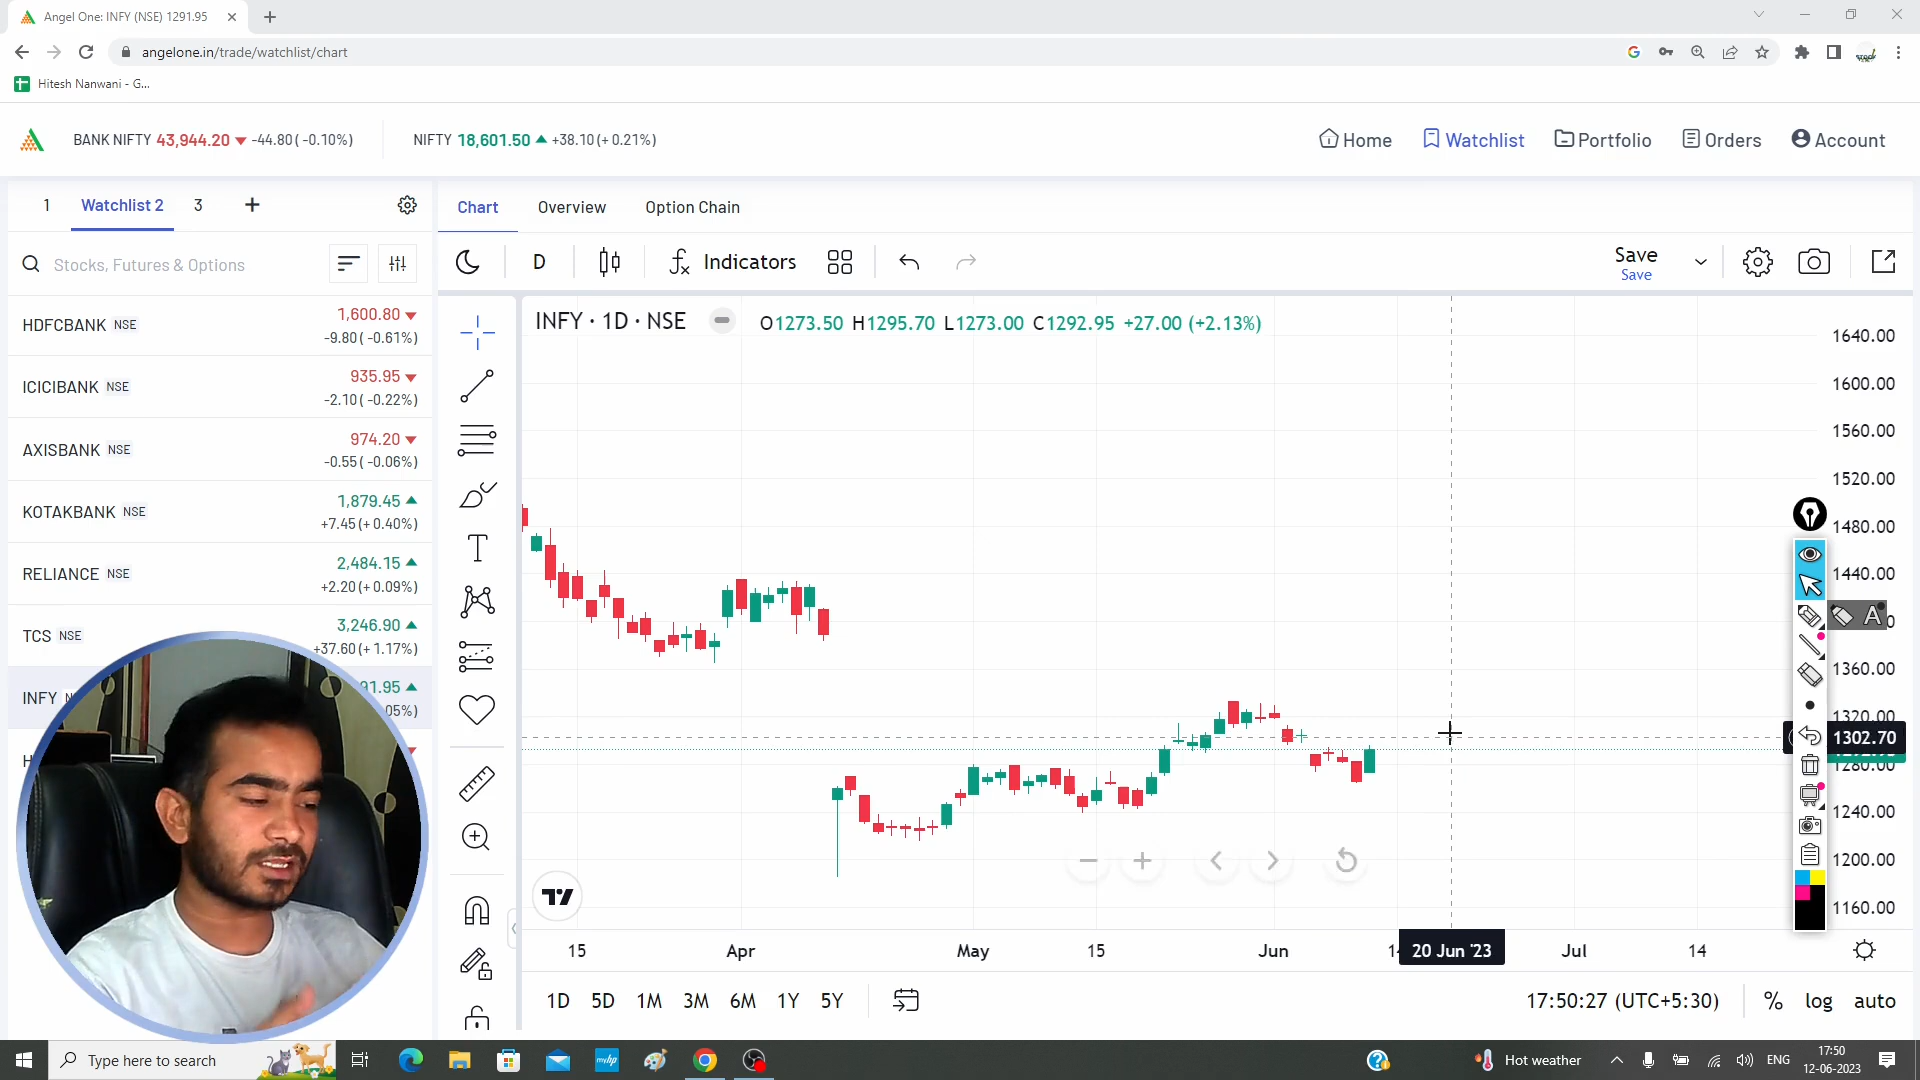 Angel One: INFY (NSE) 1291.95
angelone.in/trade/watchlist/chart
Hitesh Nanwani - G...
BANK NIFTY 43,944.20 -44.80( -0.10%) NIFTY 18,601.50 +38.10(+ 0.21%)
Home Watchlist Portfolio Orders Account
1 Watchlist 2 3 +
Chart Overview Option Chain
Stocks, Futures & Options
D Indicators Save
Save
HDFCBANK NSE 1,600.80
-9.80( -0.61%)
ICICIBANK NSE 935.95
-2.10( -0.22%)
AXISBANK NSE 974.20
-0.55( -0.06%)
KOTAKBANK NSE 1,879.45
+7.45(+ 0.40%)
RELIANCE NSE 2,484.15
+2.20(+ 0.09%)
TCS NSE 3,246.90
+37.60(+ 1.17%)
INFY
INFY · 1D · NSE O1273.50 H1295.70 L1273.00 C1292.95 +27.00 (+2.13%)
1640.00
1600.00
1560.00
1520.00
1480.00
1440.00
1360.00
1320.00
1302.70
1280.00
1240.00
1200.00
1160.00
15 Apr May 15 Jun 20 Jun '23 Jul 14
1D 5D 1M 3M 6M 1Y 5Y 17:50:27 (UTC+5:30) % log auto
Type here to search
myhp
Hot weather
ENG
17:50
12-06-2023